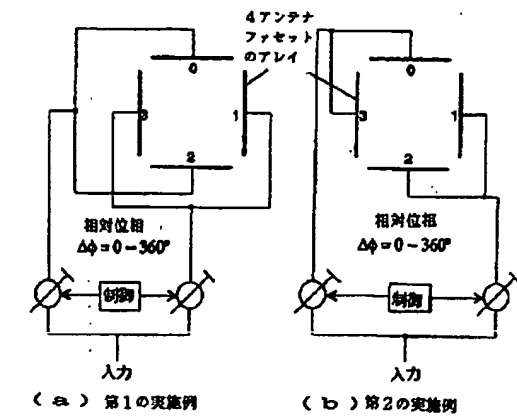 4アンテナ
ファセット
のアレイ
0
3
1
2
相対位相
Δφ=0-360°
制御
入力
(a) 第1の実施例
0
3
1
2
相対位相
Δφ=0-360°
制御
入力
(b) 第2の実施例